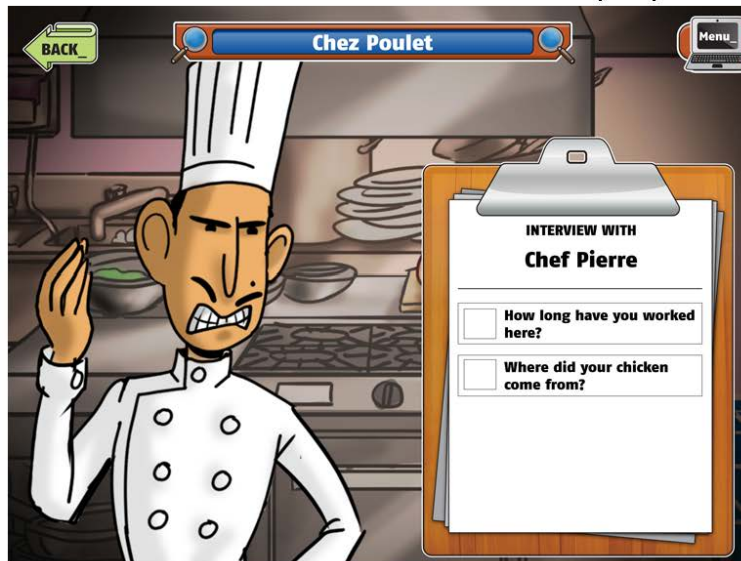 BACK_
Chez Poulet
Menu_
INTERVIEW WITH
Chef Pierre
How long have you worked
here?
Where did your chicken
come from?